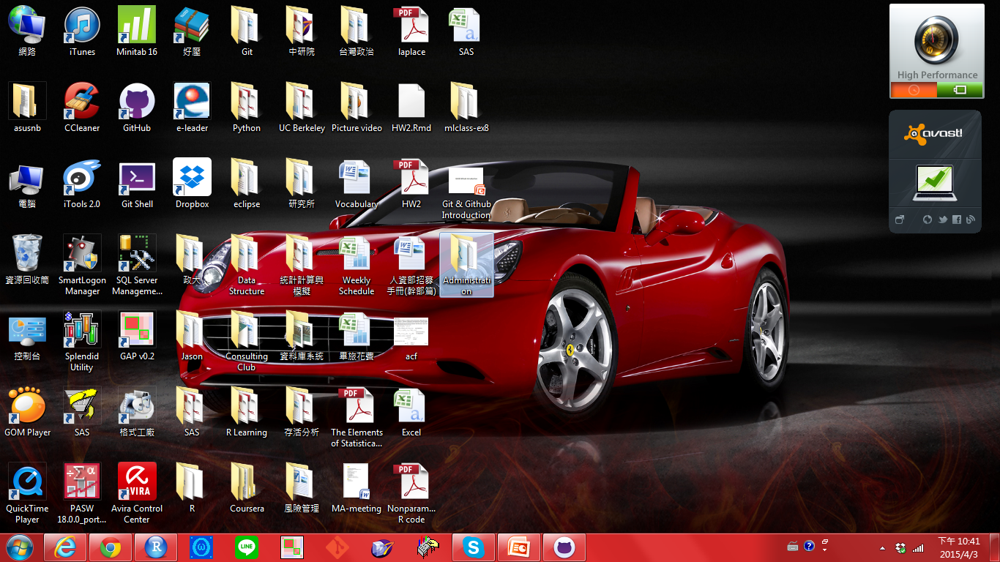 網路
iTunes
Minitab 16
好壓
Git
中研院
台灣政治
PDF
laplace
SAS
High Performance
asusnb
CCleaner
GitHub
e-leader
Python
UC Berkeley
Picture video
HW2.Rmd
mlclass-ex8
avast!
電腦
iTools 2.0
Git Shell
Dropbox
eclipse
研究所
Vocabulary
PDF
HW2
Git & Github
Introduction
資源回收筒
SmartLogon
Manager
SQL Server
Manageme...
政大
Data
Structure
統計計算與
模擬
Weekly
Schedule
人資部招募
手冊(幹部篇)
Administrati
on
控制台
Splendid
Utility
GAP v0.2
Jason
Consulting
Club
資料庫系統
畢旅花費
acf
GOM Player
SAS
格式工廠
SAS
R Learning
存活分析
PDF
The Elements
of Statistica...
Excel
QuickTime
Player
PASW
18.0.0_port...
AVIRA
Avira Control
Center
R
Coursera
風險管理
MA-meeting
PDF
Nonparam...
R code
LINE
下午 10:41
2015/4/3